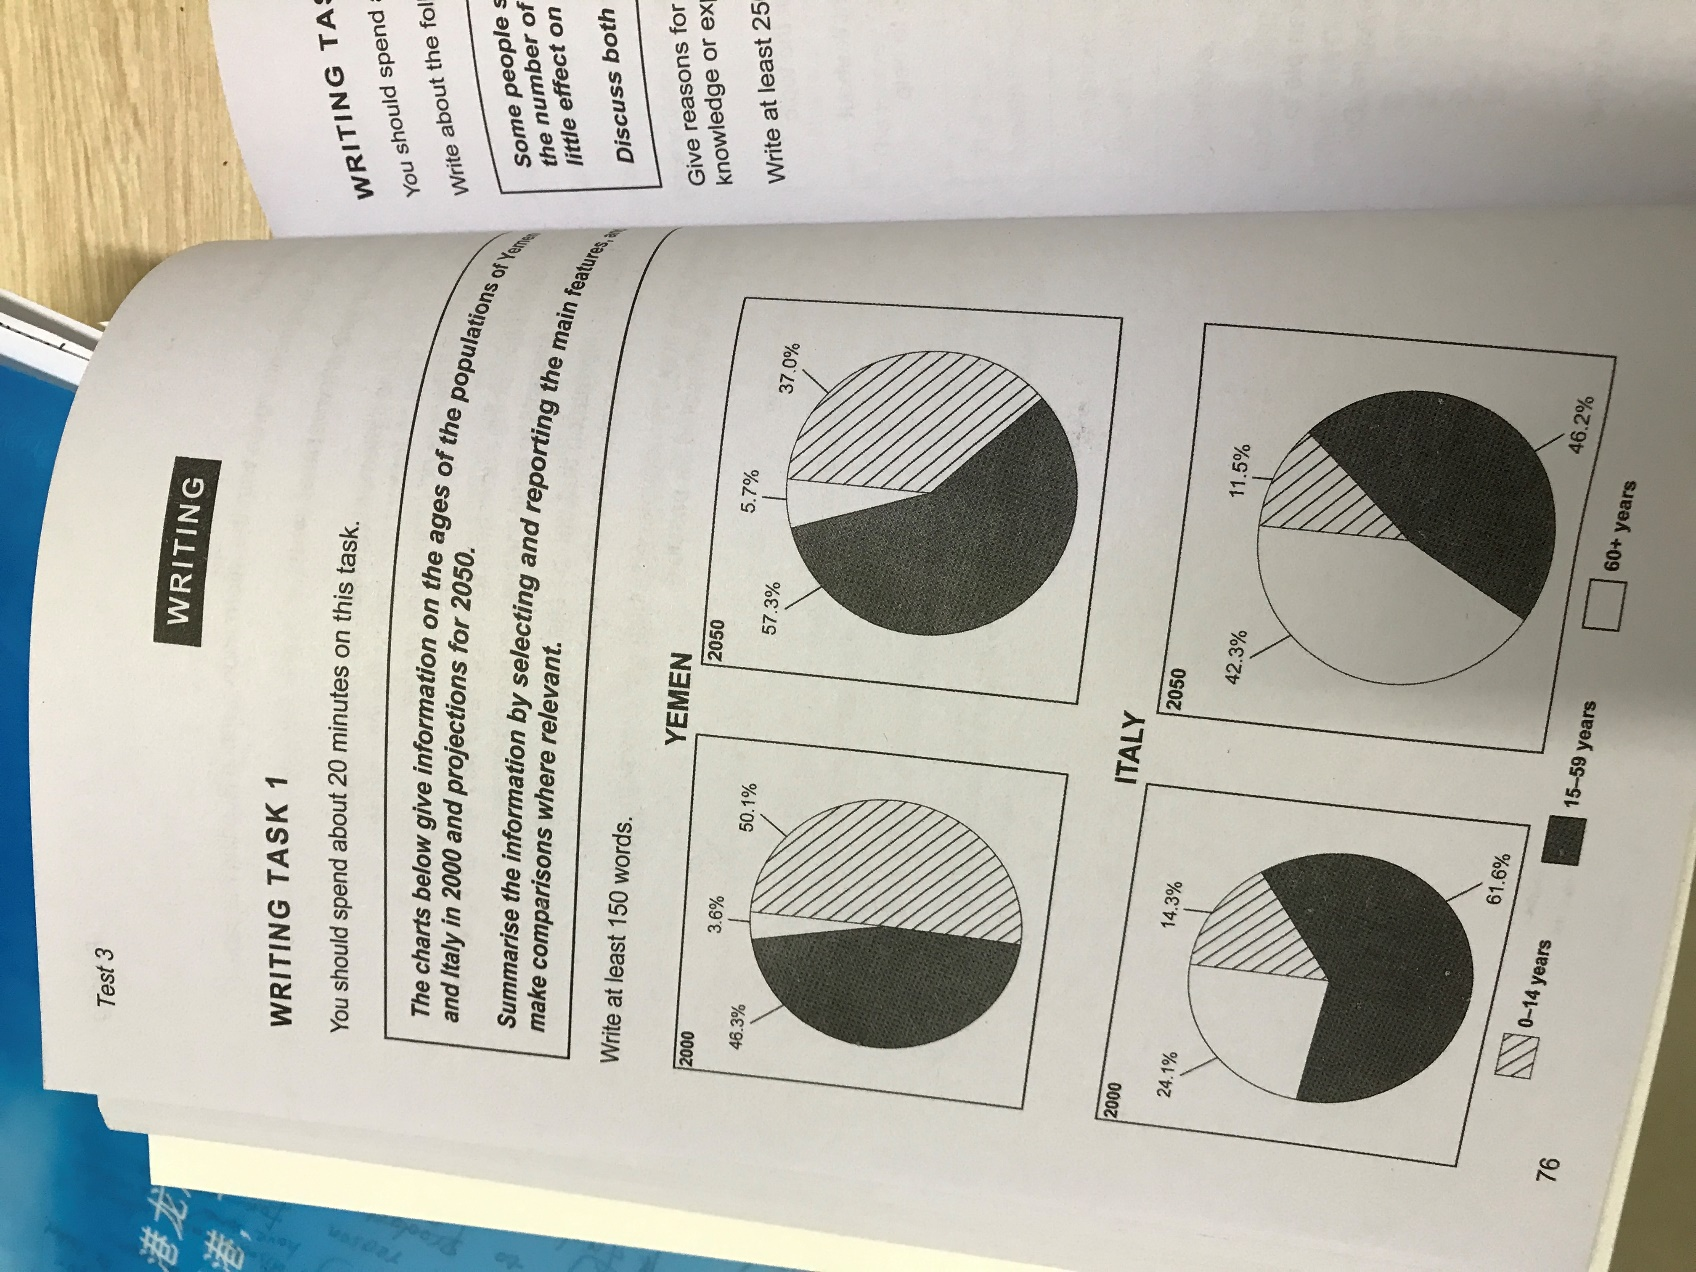 Test 3
WRITING
WRITING TASK 1
You should spend about 20 minutes on this task.
The charts below give information on the ages of the populations of Yemen
and Italy in 2000 and projections for 2050.
Summarise the information by selecting and reporting the main features,
make comparisons where relevant.
Write at least 150 words.
YEMEN
2000
46.3%
3.6%
50.1%
2050
57.3%
5.7%
37.0%
ITALY
2000
24.1%
14.3%
61.6%
2050
42.3%
11.5%
46.2%
0–14 years
15–59 years
60+ years
76
WRITING
You should spend
Write about the
Some people
the number of
little effect on
Discuss both
Give reasons for
knowledge or
Write at least
港龙
港,